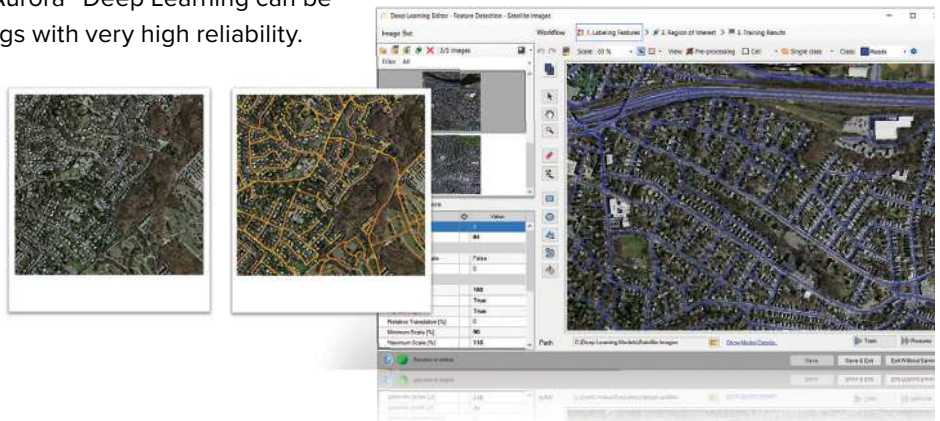 Aurora™ Deep Learning can be
gs with very high reliability.
Deep Learning Editor - Feature Detection - Satellite Images
Image Set
Workflow 1. Labeling Features > 2. Region of Interest > 3. Training Results
3/3 Images
Filter All
Scale: 63 % View: Pre-processing Cell Single class Class: Roads
Value
64
False
0
True
True
Relative Translation [%] 0
Minimum Scale [%] 90
Maximum Scale [%] 110
Path C:\Deep Learning Models\Satellite Images Show Model Details... Train Resume
Save Save & Exit Exit Without Saving